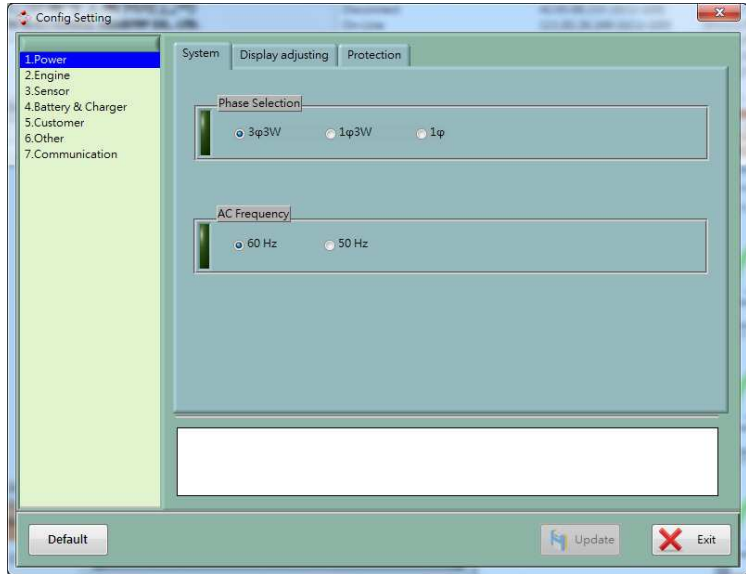 Config Setting
1.Power
2.Engine
3.Sensor
4.Battery & Charger
5.Customer
6.Other
7.Communication
System Display adjusting Protection
Phase Selection
3φ3W 1φ3W 1φ
AC Frequency
60 Hz 50 Hz
Default Update Exit